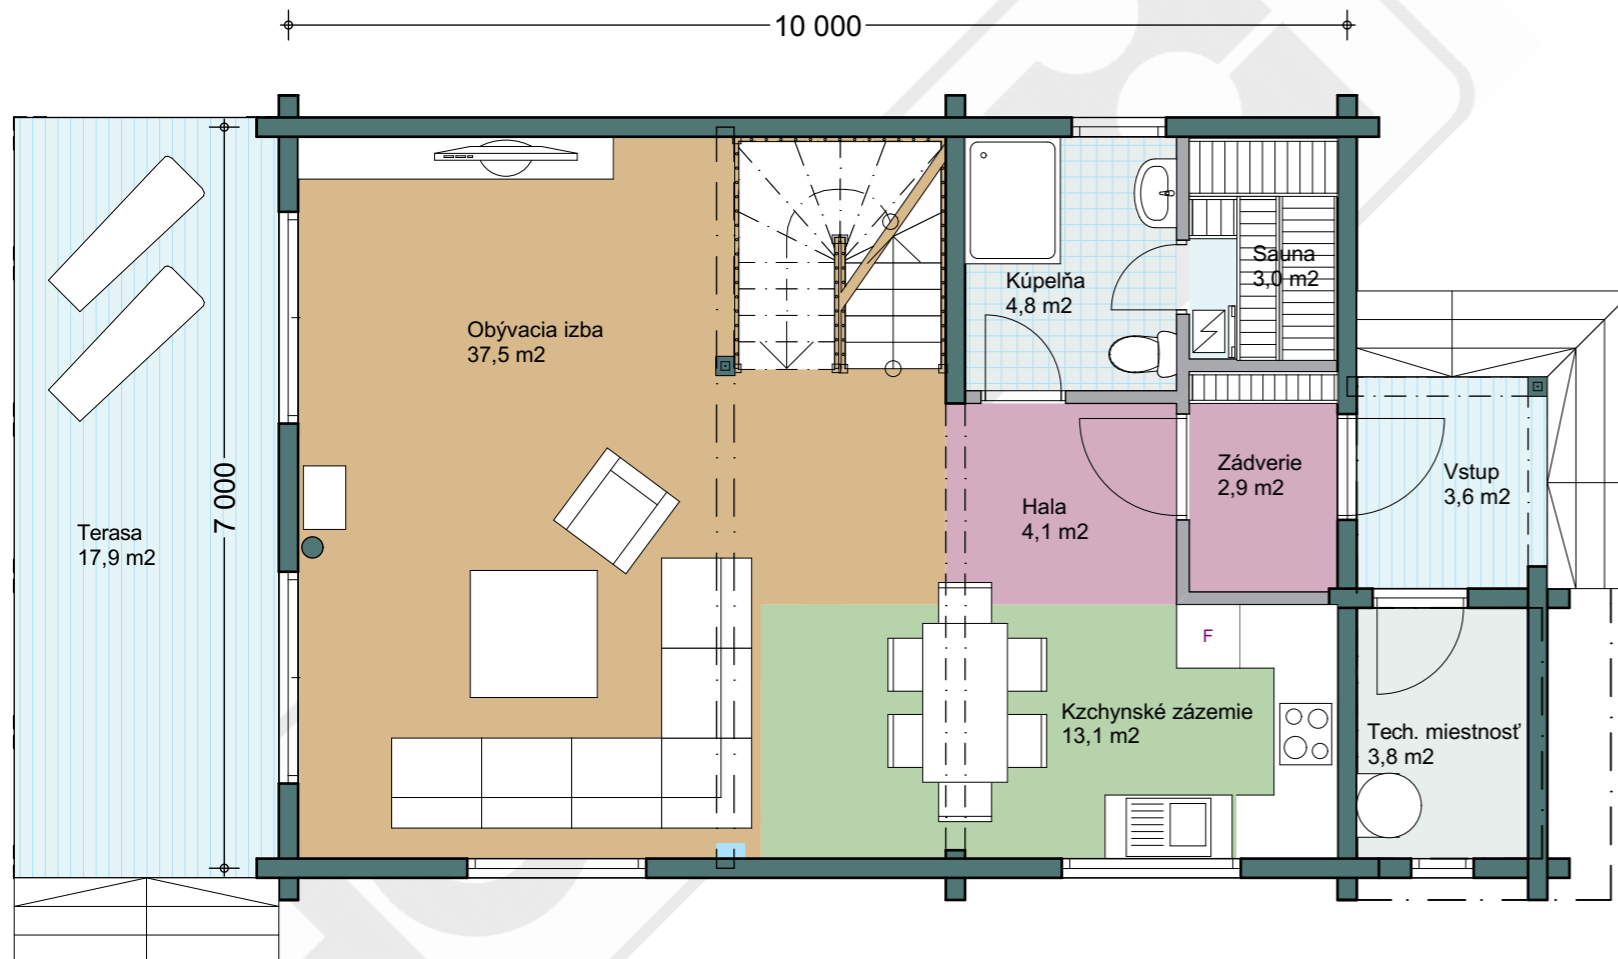 10 000
Sauna
3,0 m2
Kúpelňa
4,8 m2
Obývacia izba
37,5 m2
Zádverie
2,9 m2
Vstup
3,6 m2
7 000
Hala
4,1 m2
Terasa
17,9 m2
F
Kzchynské zázemie
13,1 m2
Tech. miestnosť
3,8 m2